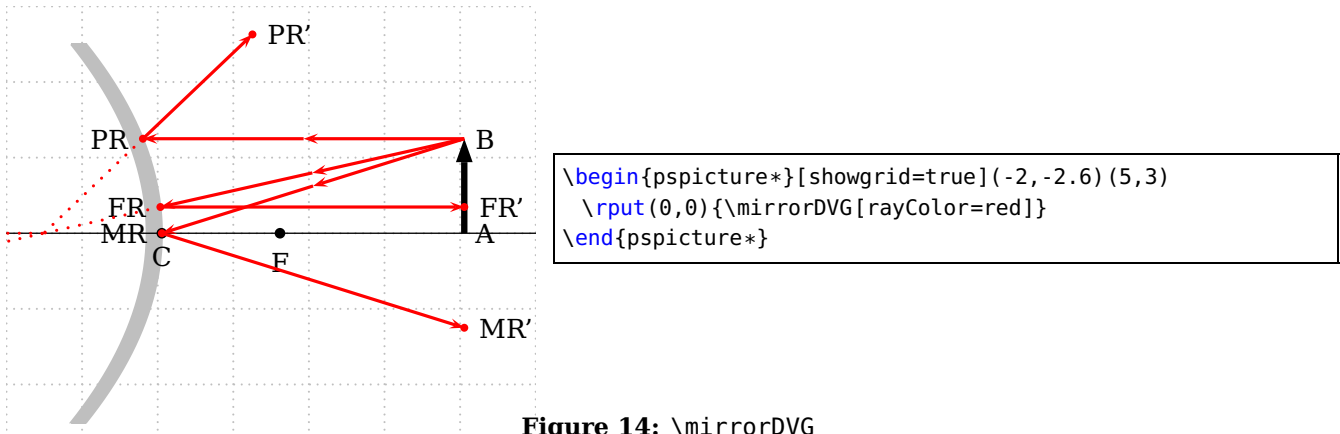 PR’
PR
B
FR
FR’
MR
A
C
F
MR’
\begin{pspicture*}[showgrid=true](-2,-2.6)(5,3)
\rput(0,0){\mirrorDVG[rayColor=red]}
\end{pspicture*}
Figure 14: \mirrorDVG